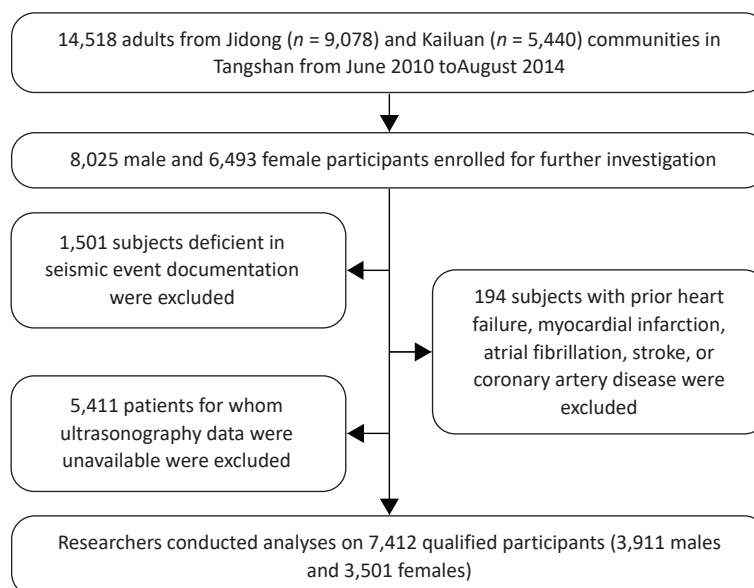 14,518 adults from Jidong (n = 9,078) and Kailuan (n = 5,440) communities in
Tangshan from June 2010 toAugust 2014
8,025 male and 6,493 female participants enrolled for further investigation
1,501 subjects deficient in
seismic event documentation
were excluded
194 subjects with prior heart
failure, myocardial infarction,
atrial fibrillation, stroke, or
coronary artery disease were
excluded
5,411 patients for whom
ultrasonography data were
unavailable were excluded
Researchers conducted analyses on 7,412 qualified participants (3,911 males
and 3,501 females)